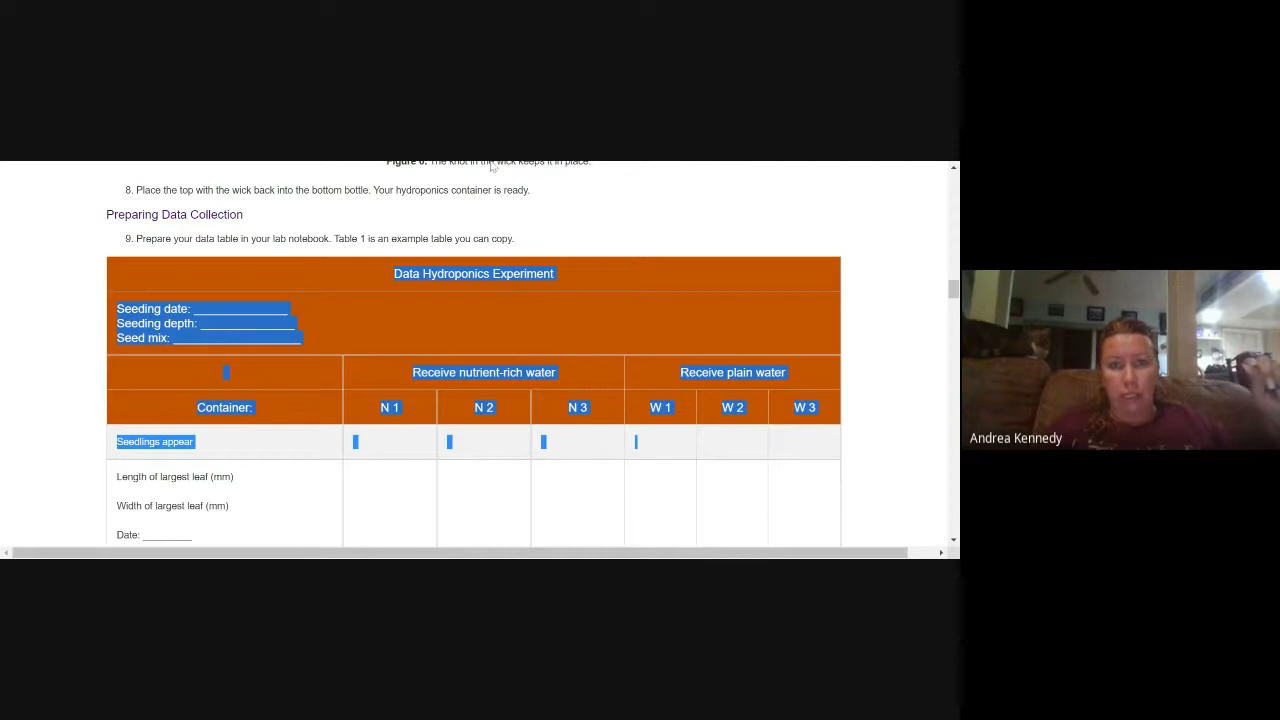 Figure 6. The knot in the wick keeps it in place.
8. Place the top with the wick back into the bottom bottle. Your hydroponics container is ready.
Preparing Data Collection
9. Prepare your data table in your lab notebook. Table 1 is an example table you can copy.
Data Hydroponics Experiment
Seeding date: _______________
Seeding depth: _______________
Seed mix: ____________________
Receive nutrient-rich water
Receive plain water
Container:
N 1
N 2
N 3
W 1
W 2
W 3
Seedlings appear
Length of largest leaf (mm)
Width of largest leaf (mm)
Date: _________
Andrea Kennedy